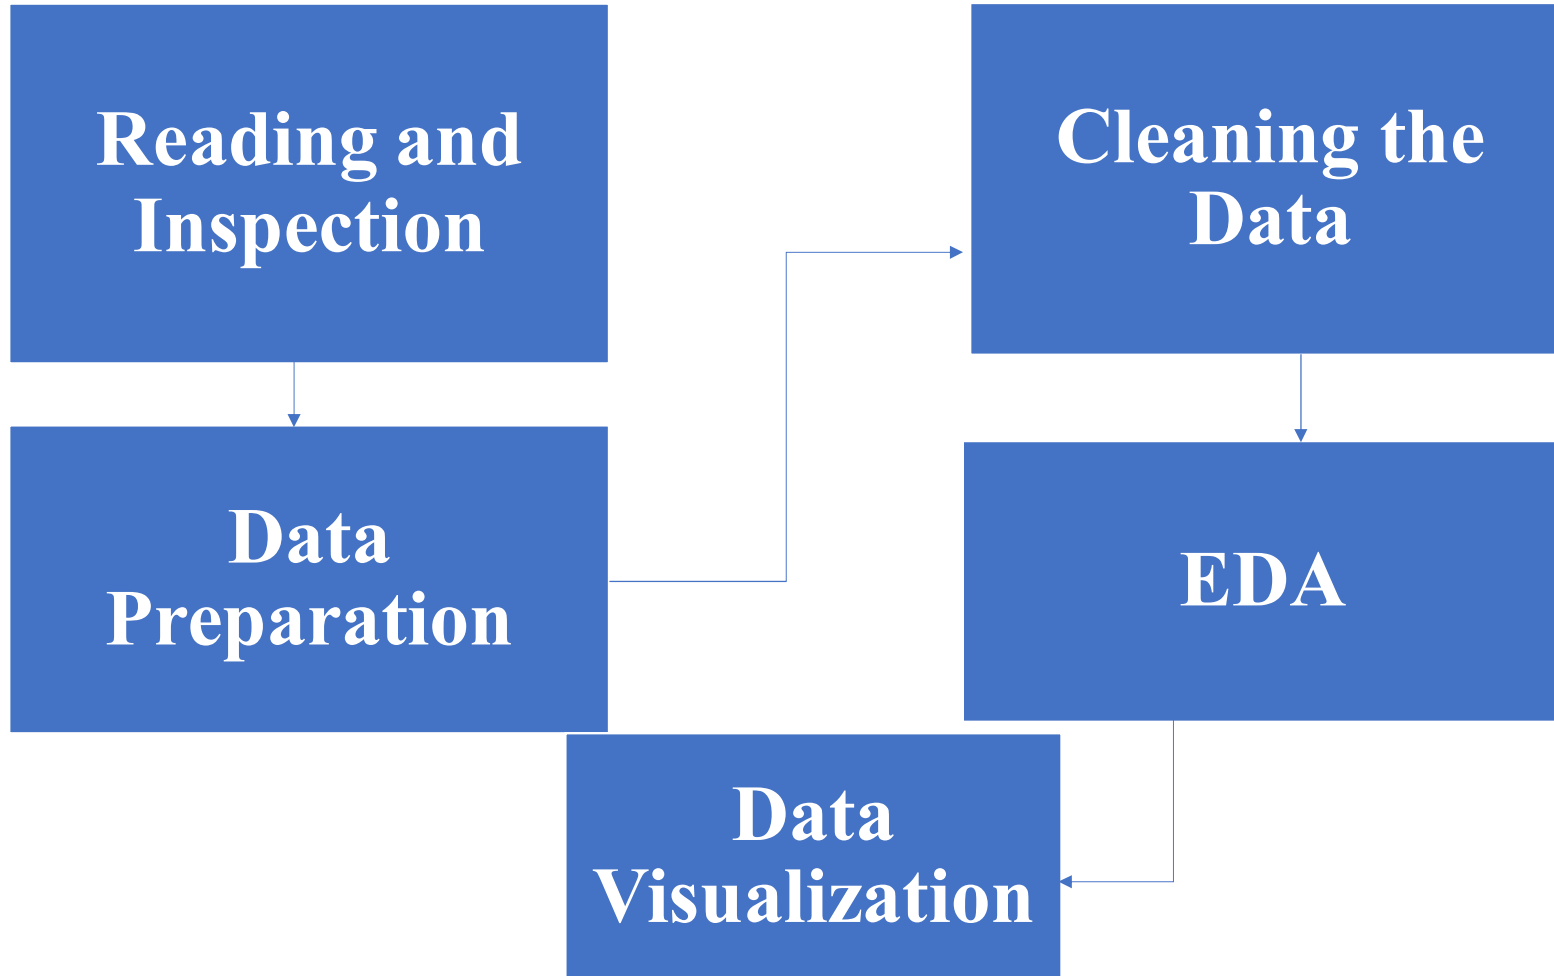 Reading and
Inspection
Data
Preparation
Cleaning the
Data
EDA
Data
Visualization